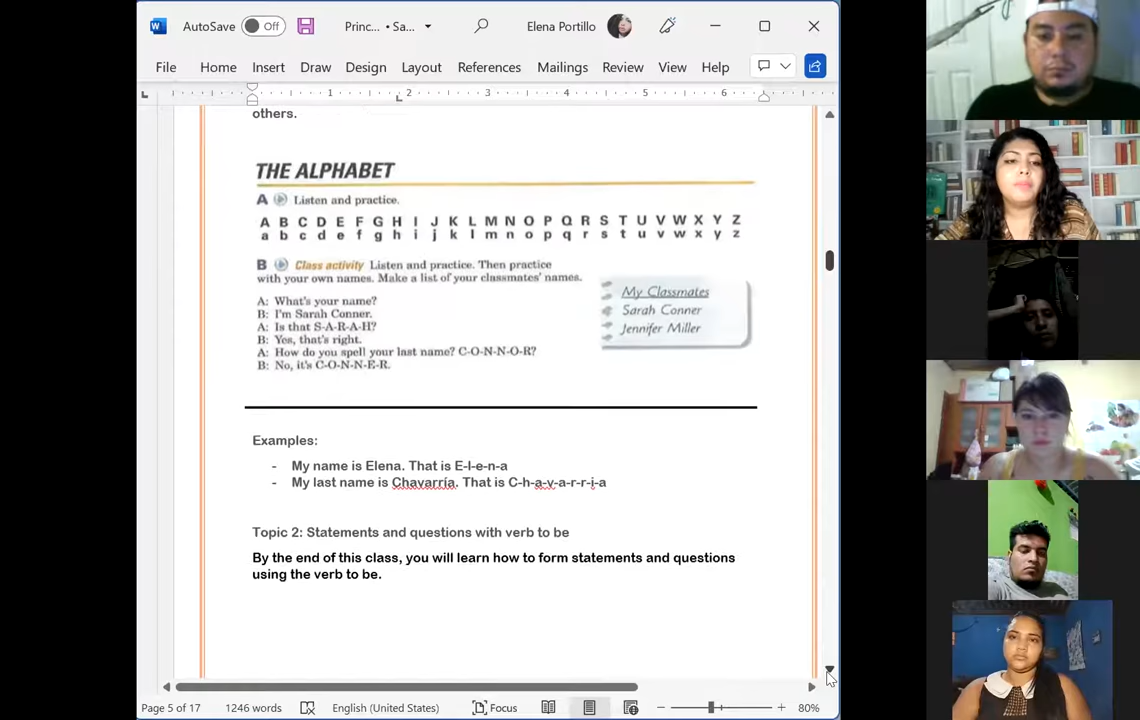 AutoSave Off Princ... • Sa... Elena Portillo
File Home Insert Draw Design Layout References Mailings Review View Help
1 2 3 4 5 6
others.
THE ALPHABET
A Listen and practice.
A B C D E F G H I J K L M N O P Q R S T U V W X Y Z
a b c d e f g h i j k l m n o p q r s t u v w x y z
B Class activity Listen and practice. Then practice
with your own names. Make a list of your classmates' names.
A: What's your name?
B: I'm Sarah Conner.
A: Is that S-A-R-A-H?
B: Yes, that's right.
A: How do you spell your last name? C-O-N-N-O-R?
B: No, it's C-O-N-N-E-R.
My Classmates
Sarah Conner
Jennifer Miller
Examples:
- My name is Elena. That is E-l-e-n-a
- My last name is Chavarría. That is C-h-a-v-a-r-r-i-a
Topic 2: Statements and questions with verb to be
By the end of this class, you will learn how to form statements and questions
using the verb to be.
Page 5 of 17 1246 words English (United States) Focus 80%